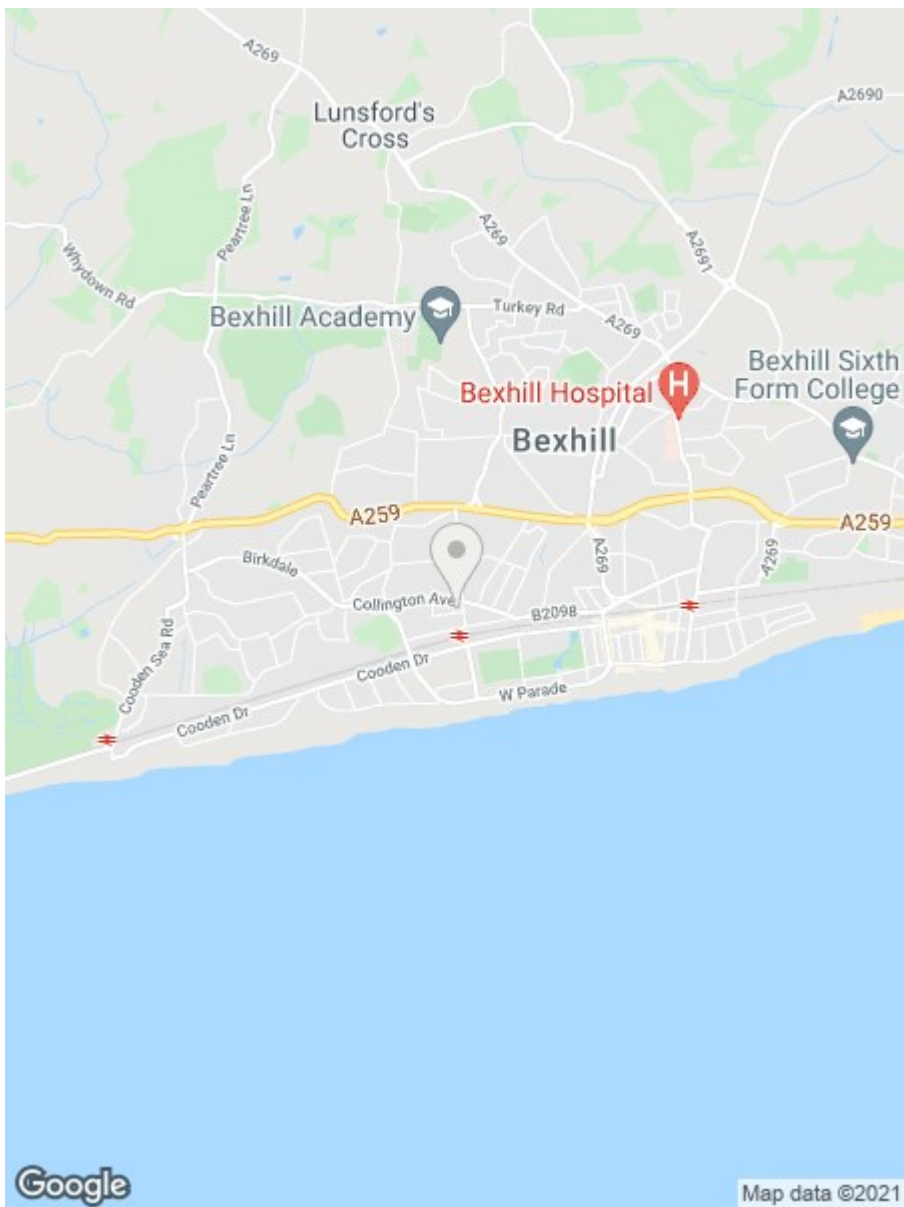 A269
A2690
Lunsford's
Cross
Peartree Ln
Whydown Rd
A269
A2691
Turkey Rd
A269
Bexhill Academy
Bexhill Sixth
Form College
Bexhill Hospital
H
Bexhill
Peartree Ln
A259
A259
Birkdale
A269
A269
Collington Ave
B2098
Cooden Sea Rd
Cooden Dr
W Parade
Cooden Dr
Google
Map data ©2021